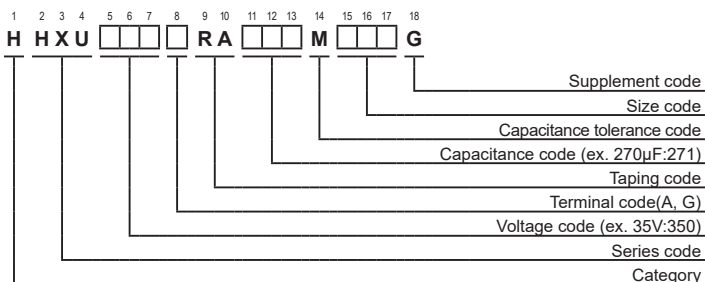 1 2 3 4 5 6 7 8 9 10 11 12 13 14 15 16 17 18
H HXU RA M G
Supplement code
Size code
Capacitance tolerance code
Capacitance code (ex. 270µF:271)
Taping code
Terminal code(A, G)
Voltage code (ex. 35V:350)
Series code
Category